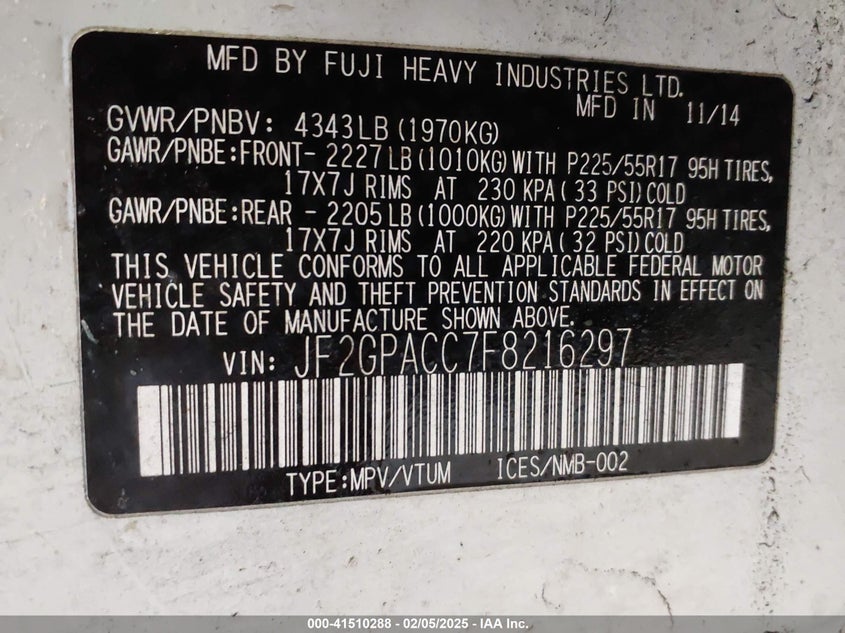 MFD BY FUJI HEAVY INDUSTRIES LTD.
MFD IN 11/14
GVWR/PNBV: 4343LB (1970KG)
GAWR/PNBE:FRONT- 2227 LB (1010KG) WITH P225/55R17 95H TIRES,
17X7J RIMS AT 230 KPA ( 33 PSI) COLD
GAWR/PNBE:REAR - 2205 LB (1000KG) WITH P225/55R17 95H TIRES,
17X7J RIMS AT 220 KPA ( 32 PSI) COLD
THIS VEHICLE CONFORMS TO ALL APPLICABLE FEDERAL MOTOR
VEHICLE SAFETY AND THEFT PREVENTION STANDARDS IN EFFECT ON
THE DATE OF MANUFACTURE SHOWN ABOVE.
VIN: JF2GPACC7F8216297
TYPE:MPV/VTUM ICES/NMB-002
000-41510288 - 02/05/2025 - IAA Inc.